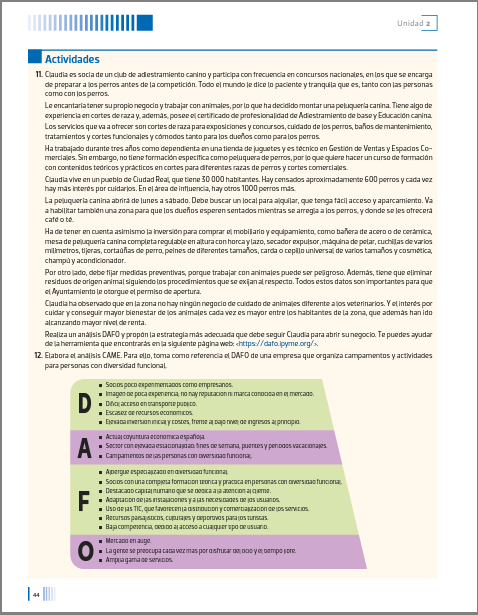 Unidad 2
Actividades
11. Claudia es socia de un club de adiestramiento canino y participa con frecuencia en concursos nacionales, en los que se encarga
de preparar a los perros antes de la competición. Todo el mundo le dice lo paciente y tranquila que es, tanto con las personas
como con los perros.
Le encantaría tener su propio negocio y trabajar con animales, por lo que ha decidido montar una peluquería canina. Tiene algo de
experiencia en cortes de raza y, además, posee el certificado de profesionalidad de Adiestramiento de base y Educación canina.
Los servicios que va a ofrecer son cortes de raza para exposiciones y concursos, cuidado de los perros, baños de mantenimiento,
tratamientos y cortes funcionales y cómodos tanto para los dueños como para los perros.
Ha trabajado durante tres años como dependienta en una tienda de juguetes y es técnico en Gestión de Ventas y Espacios Co-
merciales. Sin embargo, no tiene formación específica como peluquera de perros, por lo que quiere hacer un curso de formación
con contenidos teóricos y prácticos en cortes para diferentes razas de perros y cortes comerciales.
Claudia vive en un pueblo de Ciudad Real, que tiene 30 000 habitantes. Hay censados aproximadamente 600 perros y cada vez
hay más interés por cuidarlos. En el área de influencia, hay otros 1000 perros más.
La peluquería canina abrirá de lunes a sábado. Debe buscar un local para alquilar, que tenga fácil acceso y aparcamiento. Va
a habilitar también una zona para que los dueños esperen sentados mientras se arregla a los perros, y donde se les ofrecerá
café o té.
Ha de tener en cuenta asimismo la inversión para comprar el mobiliario y equipamiento, como bañera de acero o de cerámica,
mesa de peluquería canina completa regulable en altura con horca y lazo, secador expulsor, máquina de pelar, cuchillas de varios
milímetros, tijeras, cortaúñas de perro, peines de diferentes tamaños, carda o cepillo universal de varios tamaños y cosmética,
champú y acondicionador.
Por otro lado, debe fijar medidas preventivas, porque trabajar con animales puede ser peligroso. Además, tiene que eliminar
residuos de origen animal siguiendo los procedimientos que se exijan al respecto. Todos estos datos son importantes para que
el Ayuntamiento le otorgue el permiso de apertura.
Claudia ha observado que en la zona no hay ningún negocio de cuidado de animales diferente a los veterinarios. Y el interés por
cuidar y conseguir mayor bienestar de los animales cada vez es mayor entre los habitantes de la zona, que además han ido
alcanzando mayor nivel de renta.
Realiza un análisis DAFO y propón la estrategia más adecuada que debe seguir Claudia para abrir su negocio. Te puedes ayudar
de la herramienta que encontrarás en la siguiente página web: <https://dafo.ipyme.org/>.
12. Elabora el análisis CAME. Para ello, toma como referencia el DAFO de una empresa que organiza campamentos y actividades
para personas con diversidad funcional.
D
Socios poco experimentados como empresarios.
Imagen de poca experiencia; no hay reputación ni marca conocida en el mercado.
Difícil acceso en transporte público.
Escasez de recursos económicos.
Elevada inversión inicial y costes, frente al bajo nivel de ingresos al principio.
A
Actual coyuntura económica española.
Sector con elevada estacionalidad: fines de semana, puentes y periodos vacacionales.
Campamentos de las personas con diversidad funcional.
F
Albergue especializado en diversidad funcional.
Socios con una completa formación teórica y práctica en personas con diversidad funcional.
Destacado capital humano que se dedica a la atención al cliente.
Adaptación de las instalaciones y a las necesidades de los usuarios.
Uso de las TIC, que favorecen la distribución y comercialización de los servicios.
Recursos paisajísticos, culturales y deportivos para los turistas.
Baja competencia, debido al acceso a cualquier tipo de usuario.
O
Mercado en auge.
La gente se preocupa cada vez más por disfrutar del ocio y el tiempo libre.
Amplia gama de servicios.
44